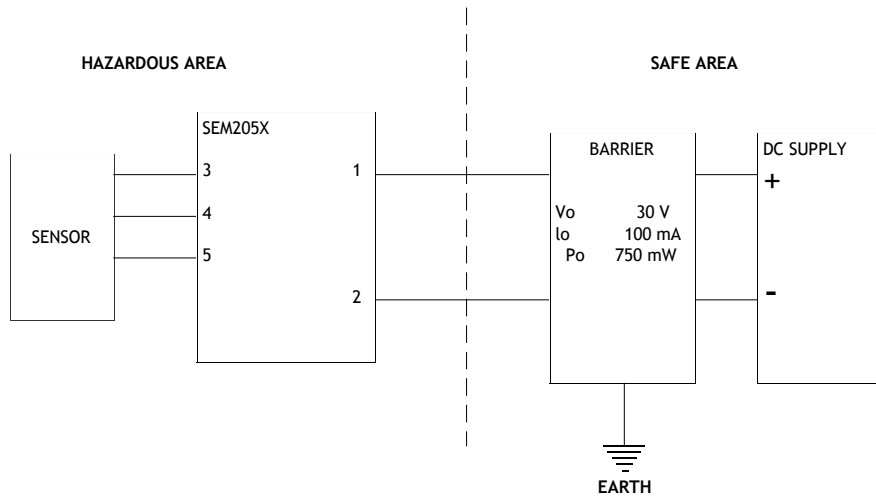 HAZARDOUS AREA
SAFE AREA
SEM205X
BARRIER
DC SUPPLY
3
1
+
4
Vo 30 V
SENSOR
Io 100 mA
5
Po 750 mW
2
-
EARTH